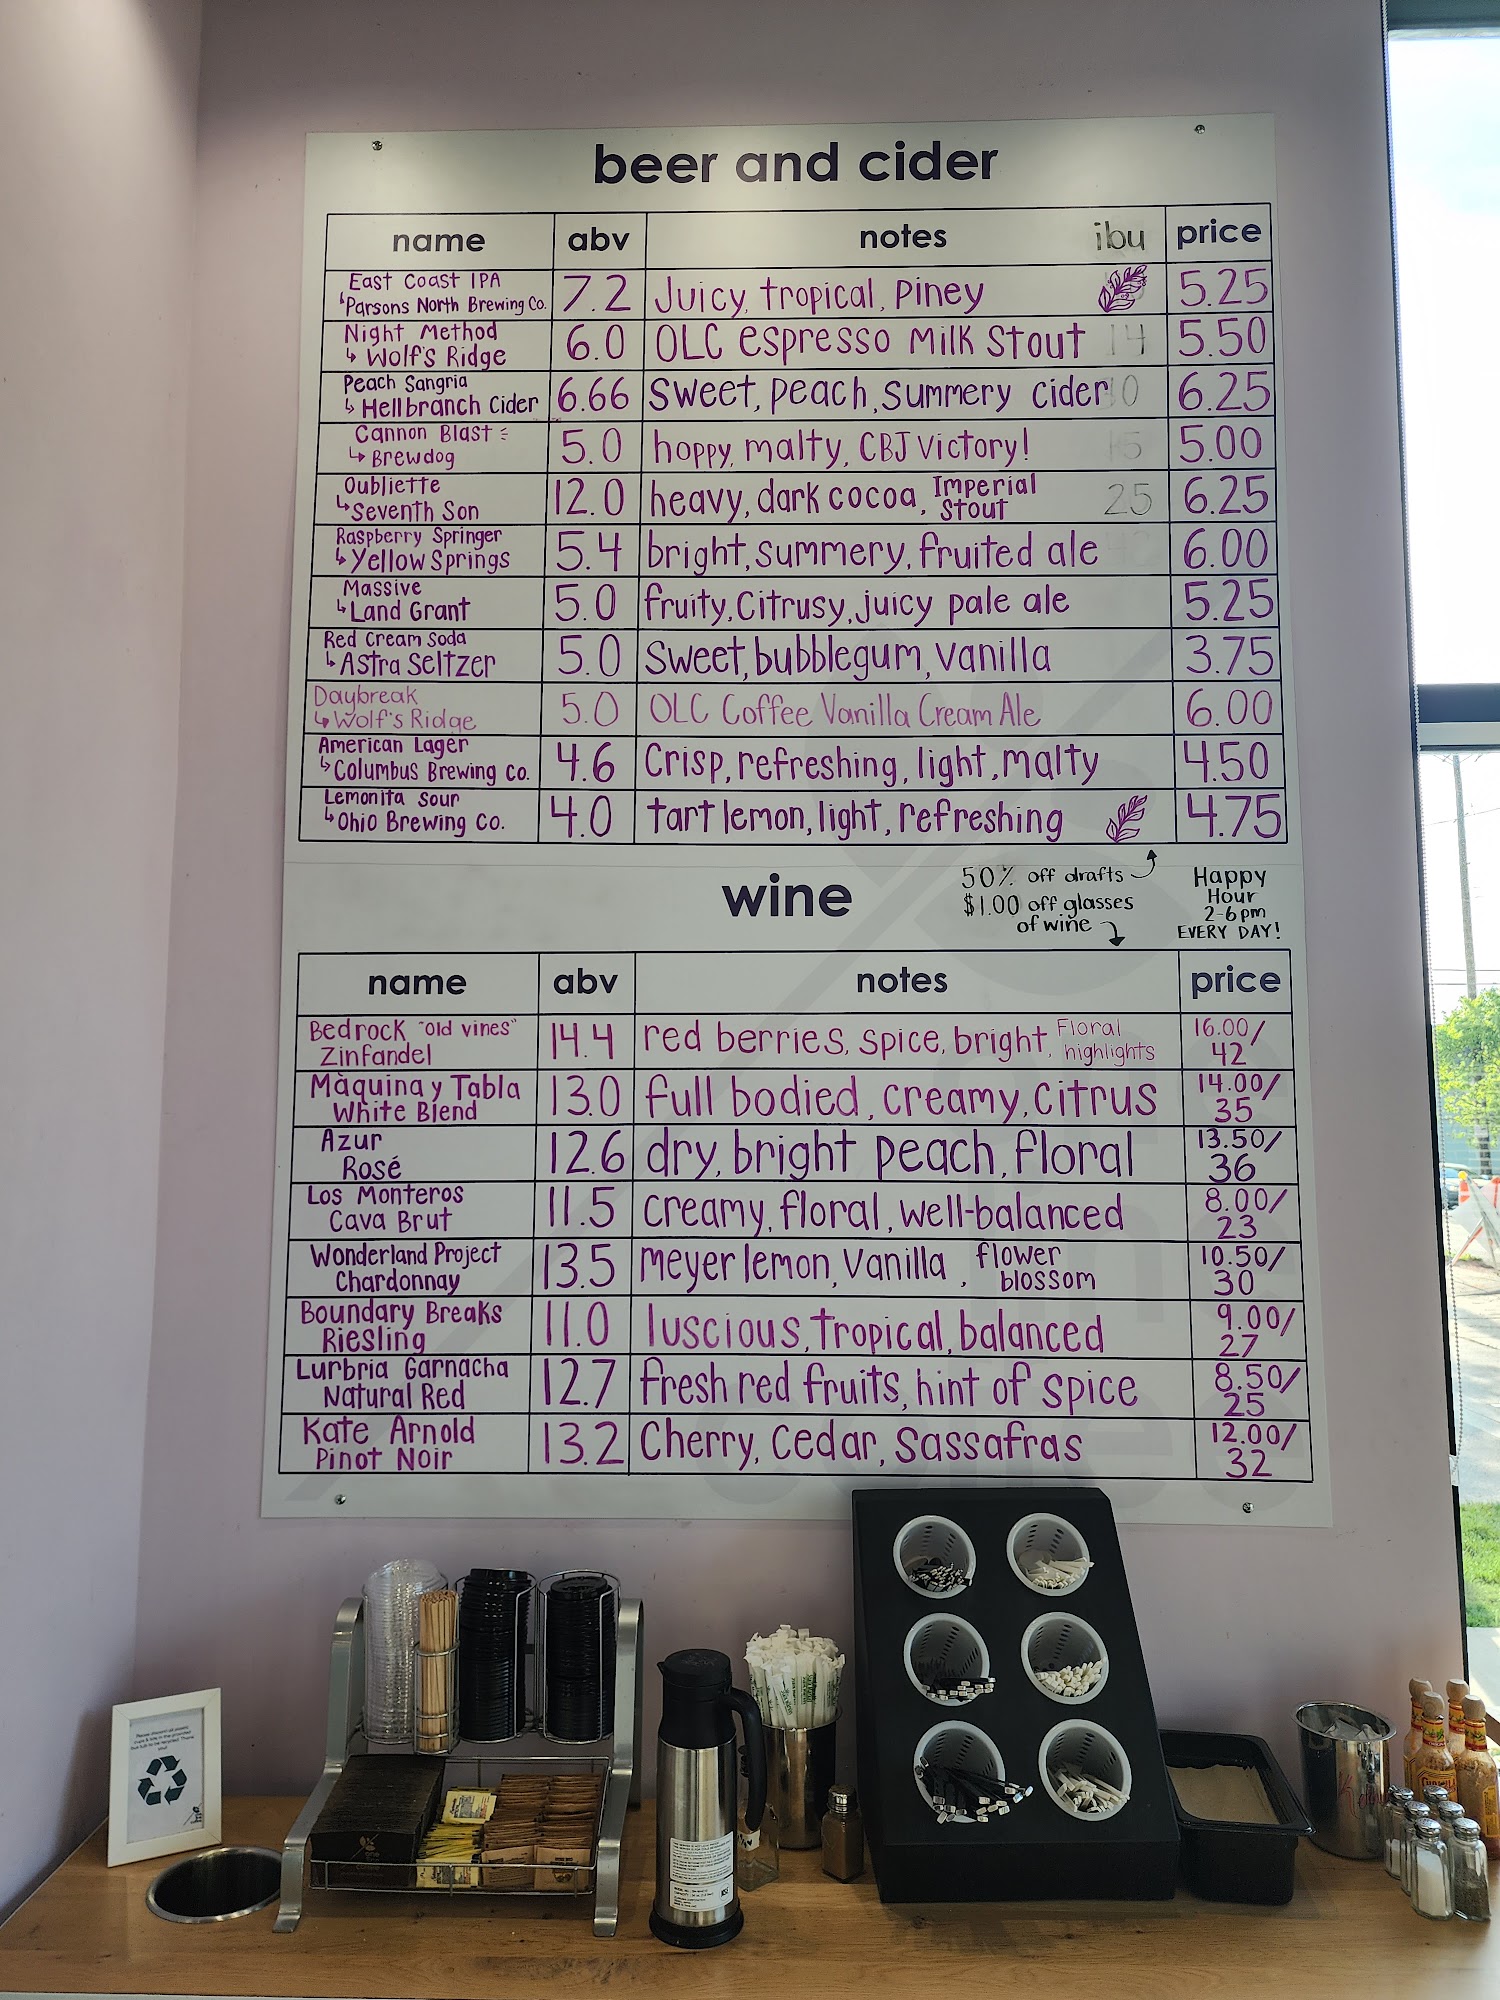 beer and cider
name abv notes ibu price
East Coast IPA
↳Parsons North Brewing Co. 7.2 Juicy, tropical, piney 5.25
Night Method
↳ Wolf's Ridge 6.0 OLC espresso Milk Stout 14 5.50
Peach Sangria
↳ Hellbranch Cider 6.66 Sweet, peach, summery cider 0 6.25
Cannon Blast
↳ Brewdog 5.0 hoppy, malty, CBJ victory! 15 5.00
Oubliette
↳Seventh Son 12.0 heavy, dark cocoa, Imperial Stout 25 6.25
Raspberry Springer
↳Yellow Springs 5.4 bright, summery, fruited ale 6.00
Massive
↳Land Grant 5.0 fruity, Citrusy, juicy pale ale 5.25
Red Cream Soda
↳ Astra Seltzer 5.0 Sweet, bubblegum, vanilla 3.75
Daybreak
↳Wolf's Ridge 5.0 OLC Coffee Vanilla Cream Ale 6.00
American Lager
↳Columbus Brewing Co. 4.6 Crisp, refreshing, light, malty 4.50
Lemonita Sour
↳Ohio Brewing Co. 4.0 tart lemon, light, refreshing 4.75
wine
50% off drafts
$1.00 off glasses
of wine
Happy
Hour
2-6pm
EVERY DAY!
name abv notes price
Bedrock "old vines"
Zinfandel 14.4 red berries, spice, bright, Floral highlights 16.00/
42
Màquina y Tabla
White Blend 13.0 full bodied, creamy, citrus 14.00/
35
Azur
Rosé 12.6 dry, bright peach, floral 13.50/
36
Los Monteros
Cava Brut 11.5 creamy, floral, well-balanced 8.00/
23
Wonderland Project
Chardonnay 13.5 meyer lemon, Vanilla, flower blossom 10.50/
30
Boundary Breaks
Riesling 11.0 luscious, tropical, balanced 9.00/
27
Lurbria Garnacha
Natural Red 12.7 fresh red fruits, hint of spice 8.50/
25
Kate Arnold
Pinot Noir 13.2 Cherry, Cedar, Sassafras 12.00/
32